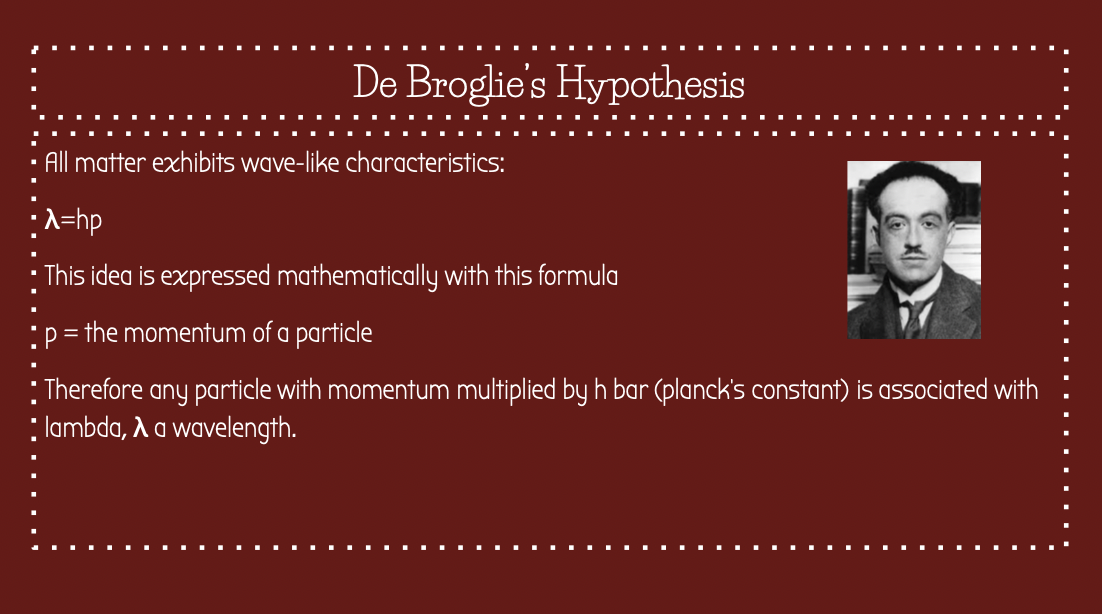 De Broglie's Hypothesis
All matter exhibits wave-like characteristics:
λ=hp
This idea is expressed mathematically with this formula
p = the momentum of a particle
Therefore any particle with momentum multiplied by h bar (planck's constant) is associated with
lambda, λ a wavelength.